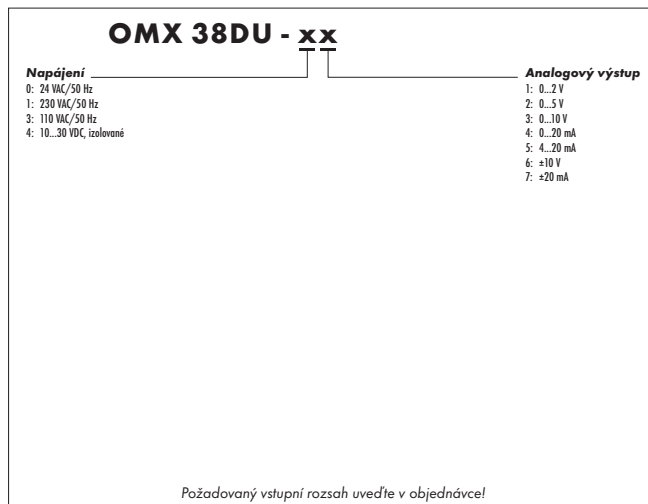 OMX 38DU - xx
Napájení
0: 24 VAC/50 Hz
1: 230 VAC/50 Hz
3: 110 VAC/50 Hz
4: 10...30 VDC, izolované
Analogový výstup
1: 0...2 V
2: 0...5 V
3: 0...10 V
4: 0...20 mA
5: 4...20 mA
6: ±10 V
7: ±20 mA
Požadovaný vstupní rozsah uveďte v objednávce!